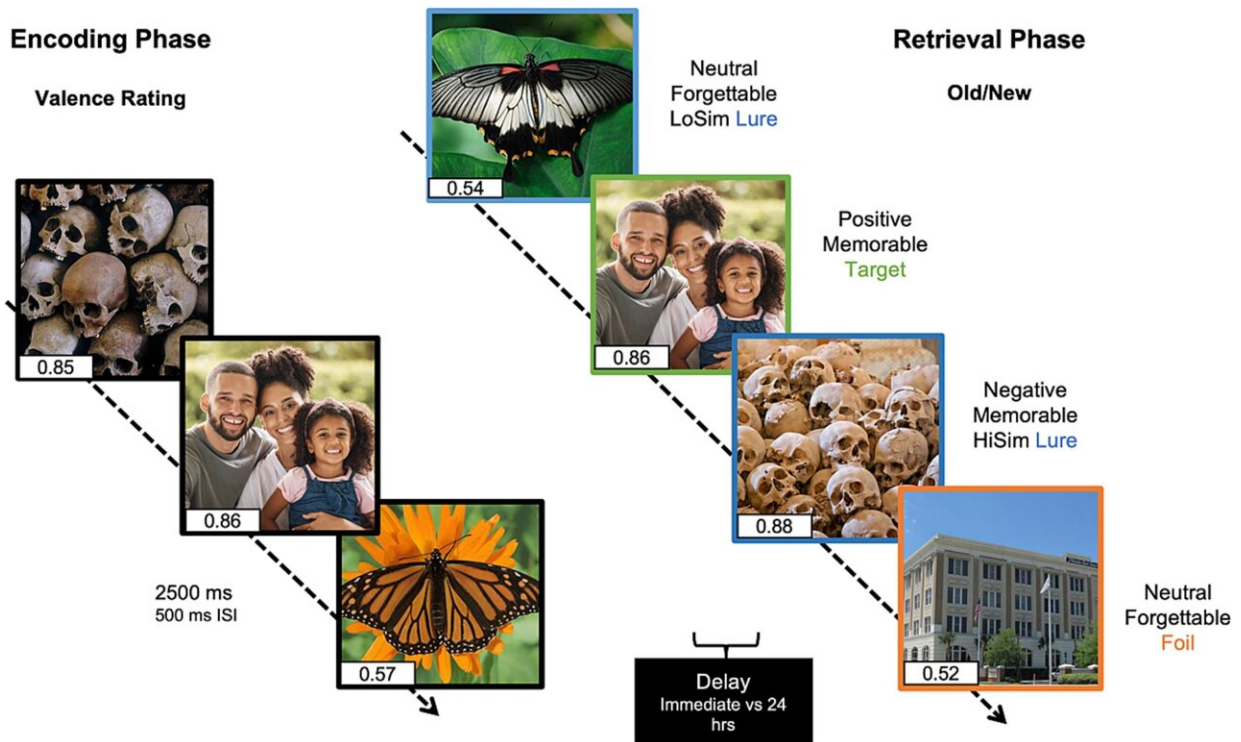 Encoding Phase
Valence Rating
0.85
0.86
0.57
2500 ms
500 ms ISI
Delay
Immediate vs 24
hrs
Retrieval Phase
Old/New
0.54
Neutral
Forgettable
LoSim Lure
0.86
Positive
Memorable
Target
0.88
Negative
Memorable
HiSim Lure
0.52
Neutral
Forgettable
Foil